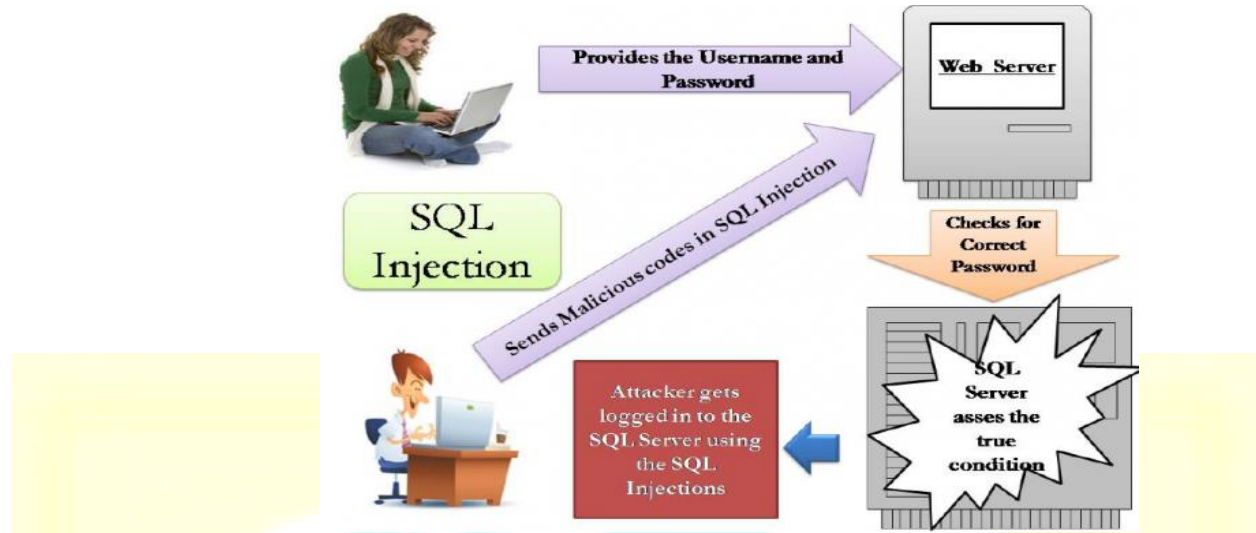 Provides the Username and
Password
Web Server
SQL
Injection
Sends Malicious codes in SQL Injection
Checks for
Correct
Password
SQL
Server
asses the
true
condition
Attacker gets
logged in to the
SQL Server using
the SQL
Injections